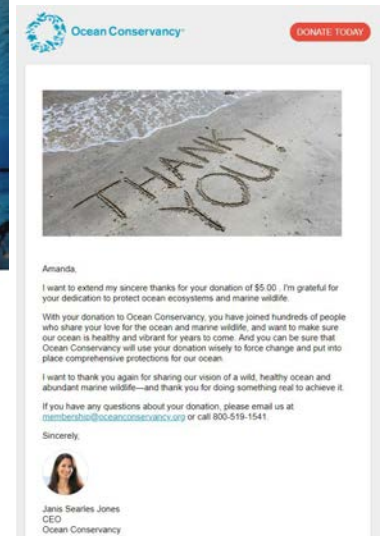 Ocean Conservancy
DONATE TODAY
THANK
YOU!
Amanda,
I want to extend my sincere thanks for your donation of $5.00 . I'm grateful for
your dedication to protect ocean ecosystems and marine wildlife.
With your donation to Ocean Conservancy, you have joined hundreds of people
who share your love for the ocean and marine wildlife, and want to make sure
our ocean is healthy and vibrant for years to come. And you can be sure that
Ocean Conservancy will use your donation wisely to force change and put into
place comprehensive protections for our ocean.
I want to thank you again for sharing our vision of a wild, healthy ocean and
abundant marine wildlife—and thank you for doing something real to achieve it.
If you have any questions about your donation, please email us at
membership@oceanconservancy.org or call 800-519-1541.
Sincerely,
Janis Searles Jones
CEO
Ocean Conservancy